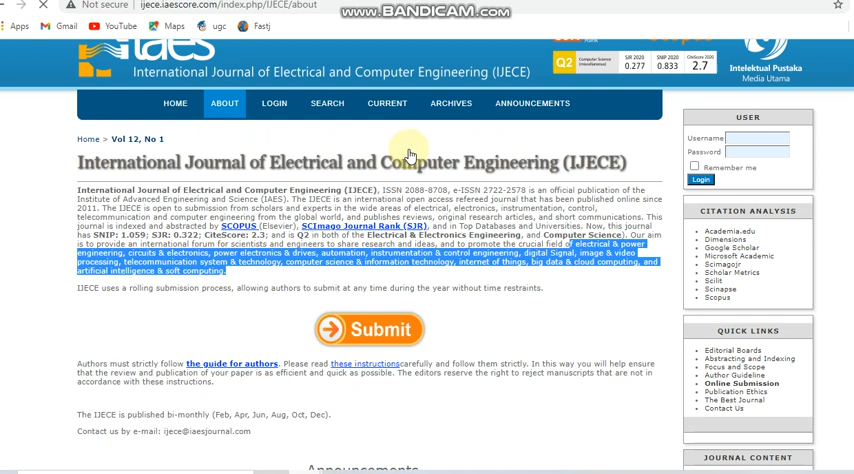 Not secure ijece.iaescore.com/index.php/IJECE/about
www.BANDICAM.com
Apps Gmail YouTube Maps ugc Fastj
iaes
International Journal of Electrical and Computer Engineering (IJECE)
Q2 Computer Science (miscellaneous)
SJR 2020 0.277
SNIP 2020 0.833
CiteScore 2020 2.7
Intelektual Pustaka
Media Utama
HOME ABOUT LOGIN SEARCH CURRENT ARCHIVES ANNOUNCEMENTS
Home > Vol 12, No 1
International Journal of Electrical and Computer Engineering (IJECE)
International Journal of Electrical and Computer Engineering (IJECE), ISSN 2088-8708, e-ISSN 2722-2578 is an official publication of the
Institute of Advanced Engineering and Science (IAES). The IJECE is an international open access refereed journal that has been published online since
2011. The IJECE is open to submission from scholars and experts in the wide areas of electrical, electronics, instrumentation, control,
telecommunication and computer engineering from the global world, and publishes reviews, original research articles, and short communications. This
journal is indexed and abstracted by SCOPUS (Elsevier), SCImago Journal Rank (SJR), and in Top Databases and Universities. Now, this journal
has SNIP: 1.059; SJR: 0.322; CiteScore: 2.3; and is Q2 in both of the Electrical & Electronics Engineering, and Computer Science). Our aim
is to provide an international forum for scientists and engineers to share research and ideas, and to promote the crucial field of electrical & power
engineering, circuits & electronics, power electronics & drives, automation, instrumentation & control engineering, digital Signal, image & video
processing, telecommunication system & technology, computer science & information technology, internet of things, big data & cloud computing, and
artificial intelligence & soft computing.
IJECE uses a rolling submission process, allowing authors to submit at any time during the year without time restraints.
Submit
Authors must strictly follow the guide for authors. Please read these instructionscarefully and follow them strictly. In this way you will help ensure
that the review and publication of your paper is as efficient and quick as possible. The editors reserve the right to reject manuscripts that are not in
accordance with these instructions.
The IJECE is published bi-monthly (Feb, Apr, Jun, Aug, Oct, Dec).
Contact us by e-mail: ijece@iaesjournal.com
Announcements
USER
Username
Password
Remember me
Login
CITATION ANALYSIS
Academia.edu
Dimensions
Google Scholar
Microsoft Academic
Scimagojr
Scholar Metrics
Scilit
Scinapse
Scopus
QUICK LINKS
Editorial Boards
Abstracting and Indexing
Focus and Scope
Author Guideline
Online Submission
Publication Ethics
The Best Journal
Contact Us
JOURNAL CONTENT